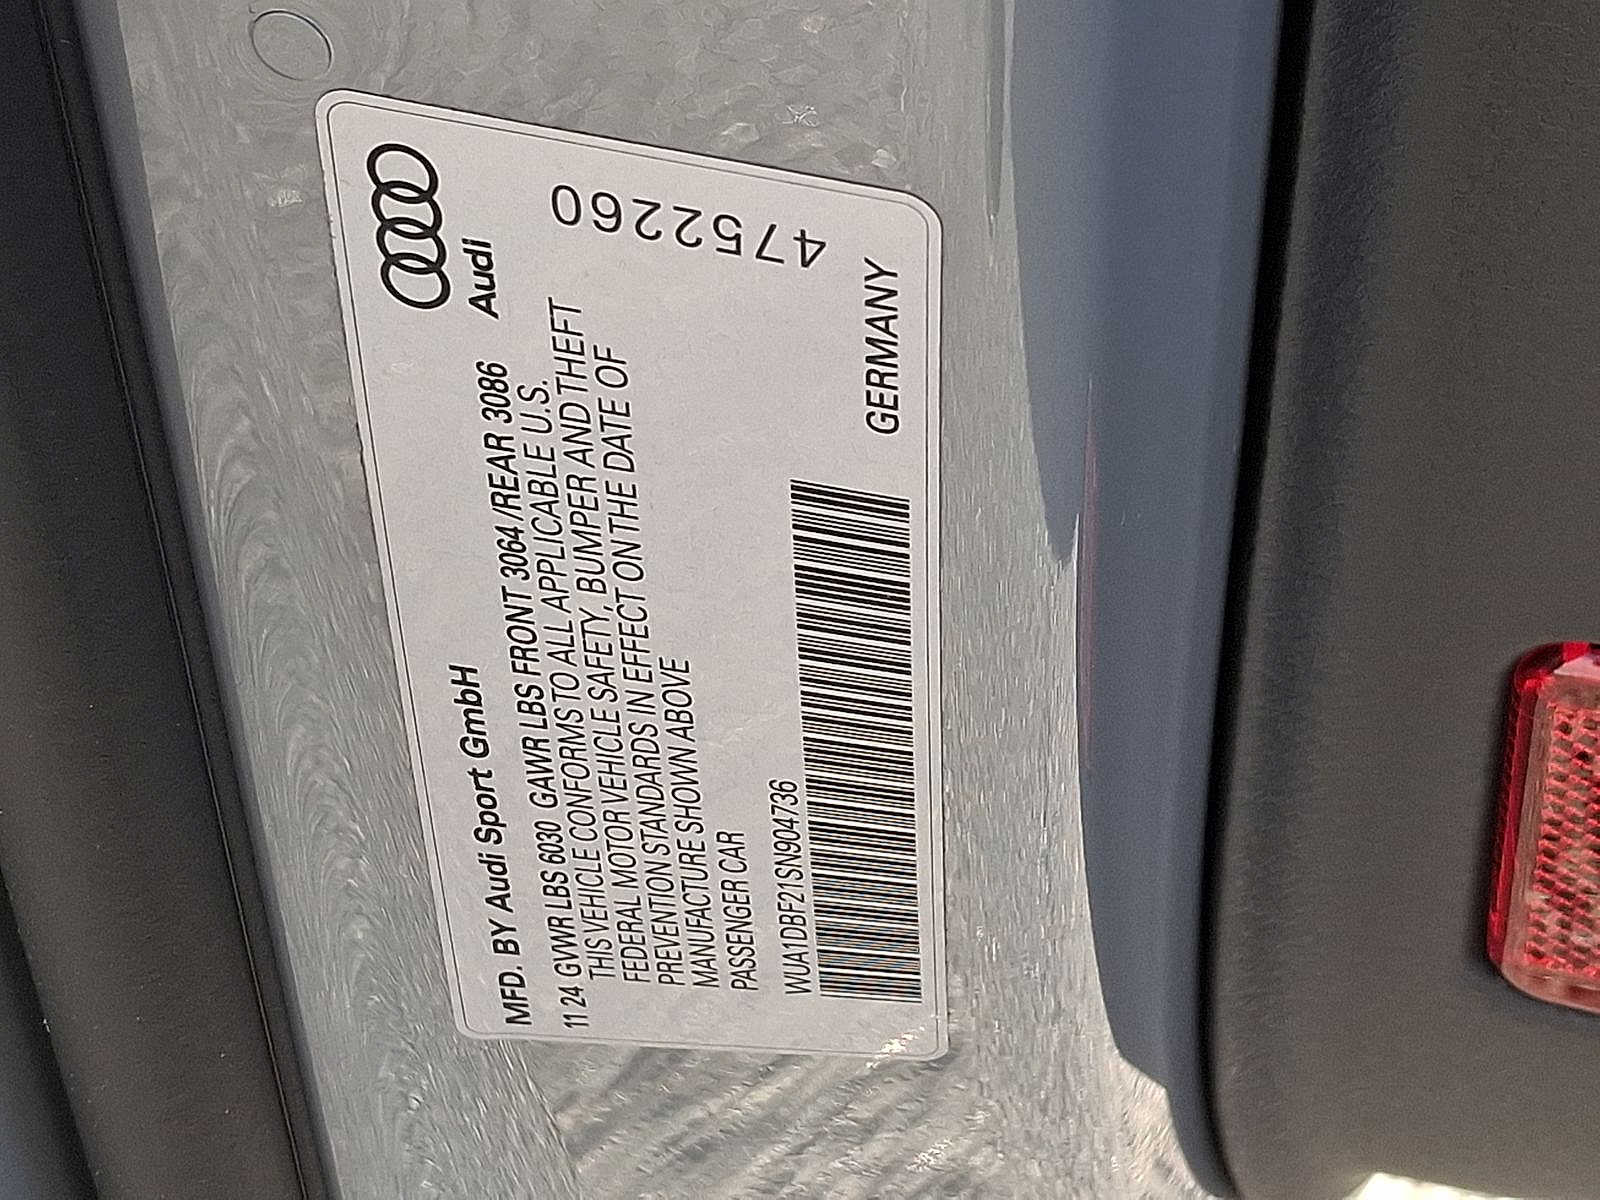 MFD. BY Audi Sport GmbH
Audi
11 24 GWWR LBS 6030 GAWR LBS FRONT 3064 /REAR 3086
THIS VEHICLE CONFORMS TO ALL APPLICABLE U.S.
FEDERAL MOTOR VEHICLE SAFETY, BUMPER AND THEFT
PREVENTION STANDARDS IN EFFECT ON THE DATE OF
MANUFACTURE SHOWN ABOVE
PASSENGER CAR
475260
WUA1DBF21SN904736
GERMANY